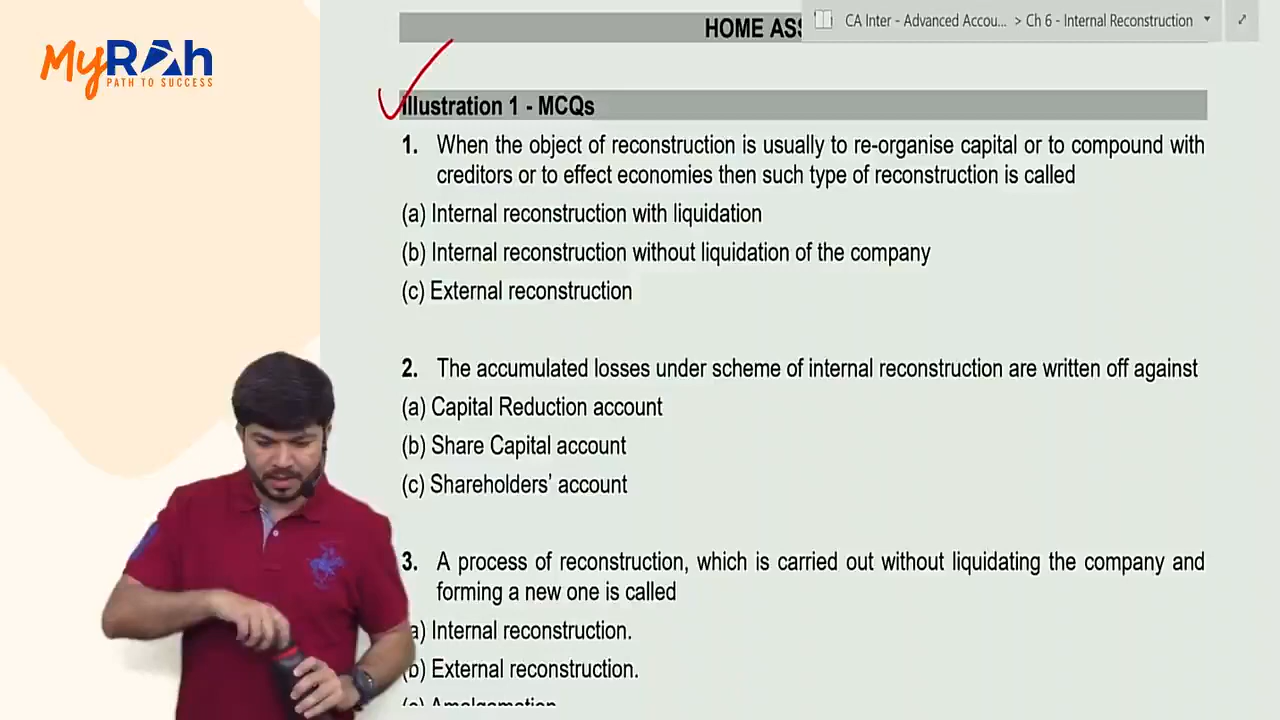 MyRAh
PATH TO SUCCESS
HOME ASS
CA Inter - Advanced Accou... > Ch 6 - Internal Reconstruction
Illustration 1 - MCQs
1. When the object of reconstruction is usually to re-organise capital or to compound with
creditors or to effect economies then such type of reconstruction is called
(a) Internal reconstruction with liquidation
(b) Internal reconstruction without liquidation of the company
(c) External reconstruction
2. The accumulated losses under scheme of internal reconstruction are written off against
(a) Capital Reduction account
(b) Share Capital account
(c) Shareholders’ account
3. A process of reconstruction, which is carried out without liquidating the company and
forming a new one is called
a) Internal reconstruction.
(b) External reconstruction.
(c) Amalgamation